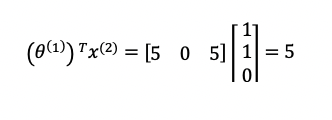 (θ⁽¹⁾)ᵀx⁽²⁾ = [5 0 5] [1 1 0] = 5